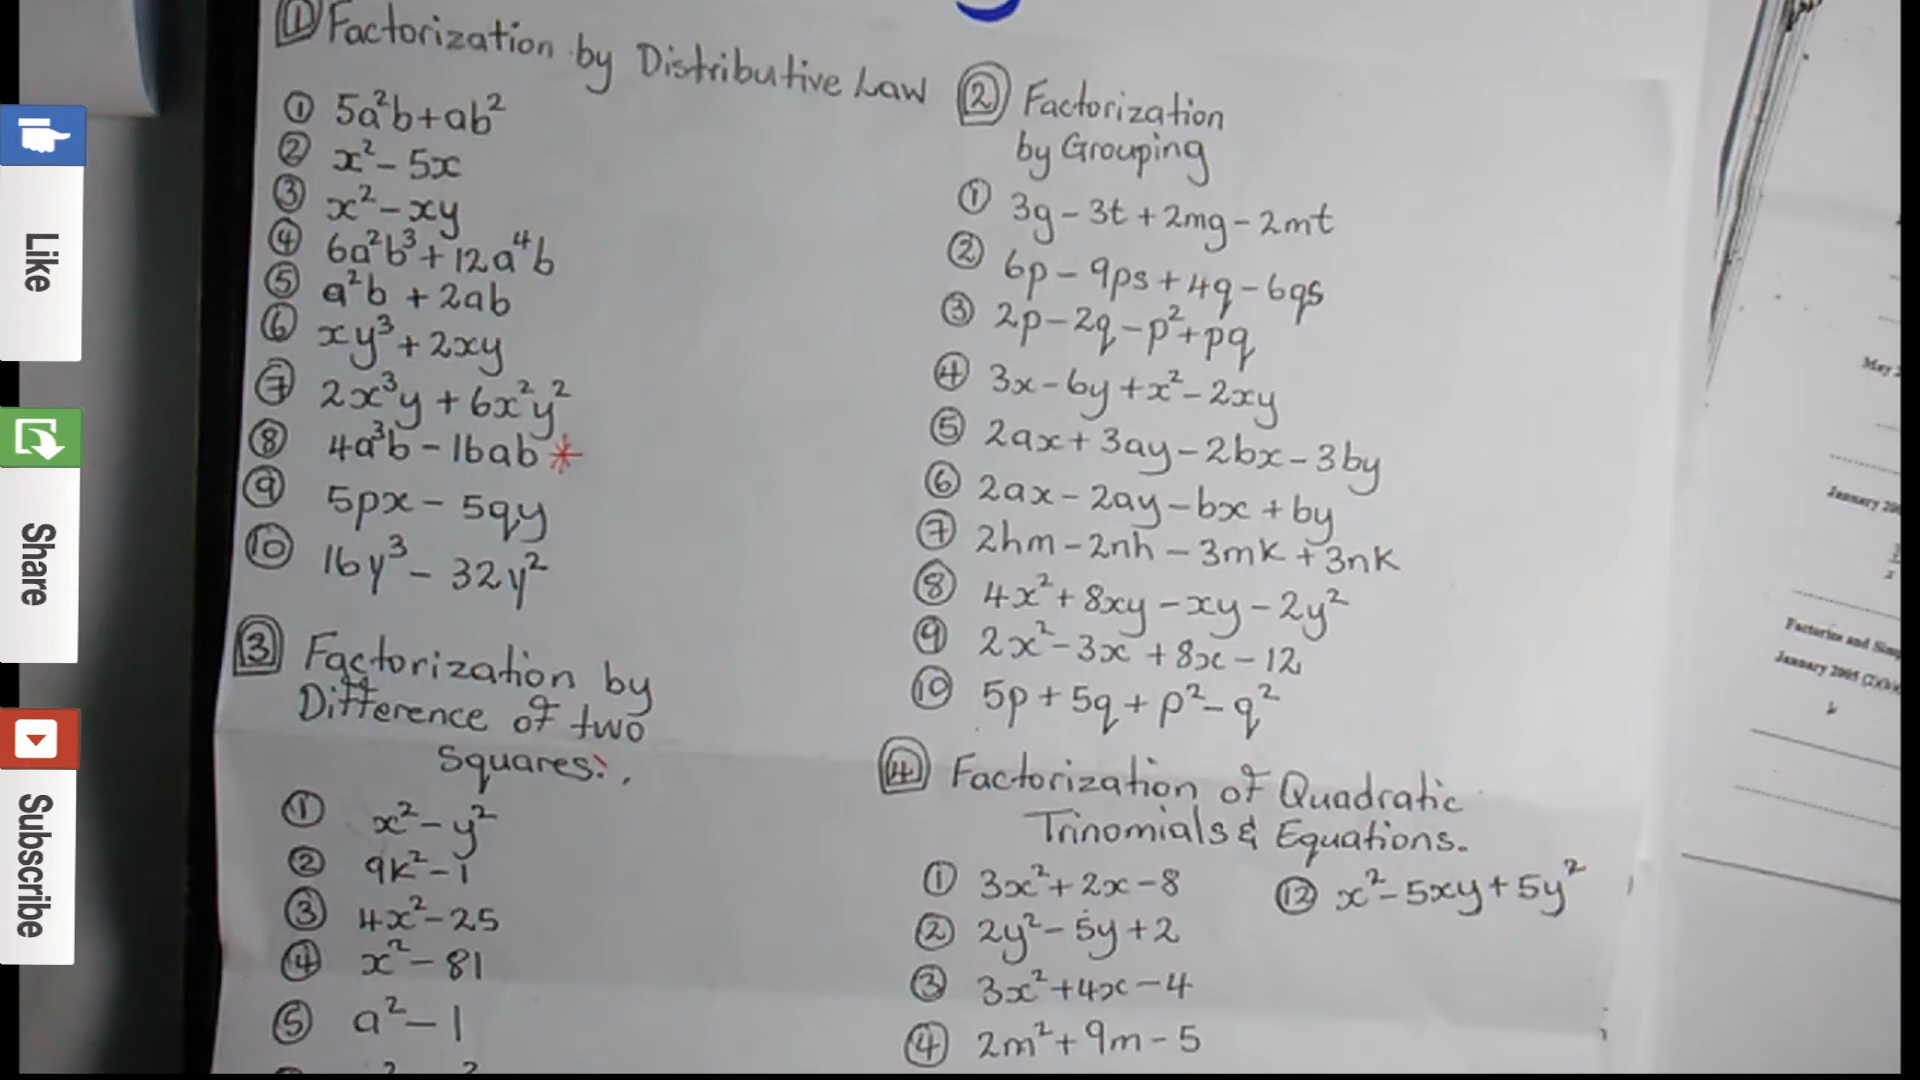 ① Factorization by Distributive Law
① 5a²b+ab²
② x² – 5x
③ x² – xy
④ 6a²b³ + 12a⁴b
⑤ a²b + 2ab
⑥ xy³ + 2xy
⑦ 2x³y + 6x²y²
⑧ 4a³b – 16ab *
⑨ 5px – 5qy
⑩ 16y³ – 32y²
② Factorization
by Grouping
① 3g – 3t + 2mg – 2mt
② 6p – 9ps + 4q – 6qs
③ 2p – 2q – p² + pq
④ 3x – 6y + x² – 2xy
⑤ 2ax + 3ay – 2bx – 3by
⑥ 2ax – 2ay – bx + by
⑦ 2hm – 2nh – 3mk + 3nk
⑧ 4x² + 8xy – xy – 2y²
⑨ 2x² – 3x + 8x – 12
⑩ 5p + 5q + p² – q²
③ Factorization by
Difference of two
Squares:.
① x² – y²
② 9k² – 1
③ 4x² – 25
④ x² – 81
⑤ a² – 1
④ Factorization of Quadratic
Trinomials & Equations.
① 3x² + 2x – 8
② 2y² – 5y + 2
③ 3x² + 4x – 4
④ 2m² + 9m – 5
⑫ x² – 5xy + 5y²
Like
Share
Subscribe
May
January
Factorise and
January 2005